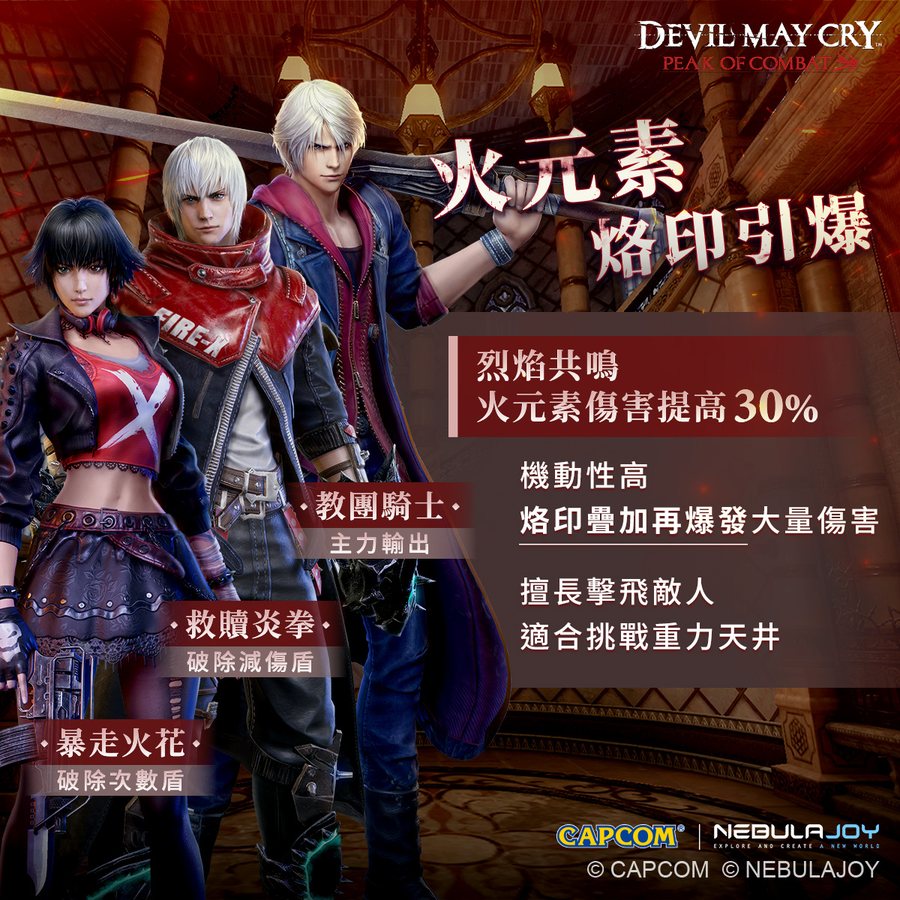 DEVIL MAY CRY
PEAK OF COMBAT
火元素
烙印引爆
FIRE-X
X
烈焰共鳴
火元素傷害提高30%
機動性高
烙印疊加再爆發大量傷害
擅長擊飛敵人
適合挑戰重力天井
·教團騎士·
主力輸出
·救贖炎拳·
破除減傷盾
·暴走火花·
破除次數盾
CAPCOM® | NEBULAJOY
EXPLORE AND CREATE A NEW WORLD
© CAPCOM © NEBULAJOY